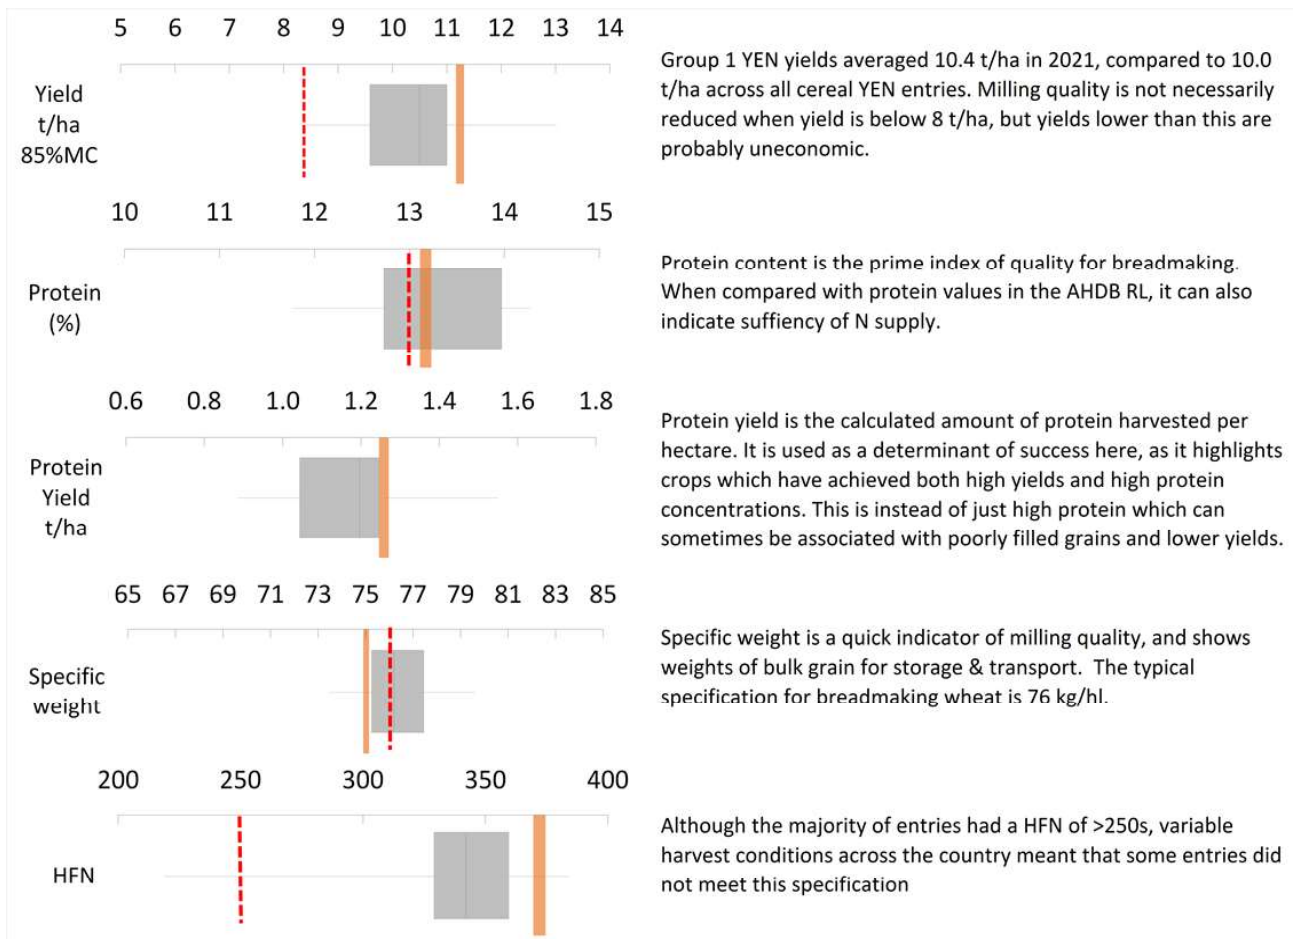 5 6 7 8 9 10 11 12 13 14
Yield
t/ha
85%MC
Group 1 YEN yields averaged 10.4 t/ha in 2021, compared to 10.0
t/ha across all cereal YEN entries. Milling quality is not necessarily
reduced when yield is below 8 t/ha, but yields lower than this are
probably uneconomic.
10 11 12 13 14 15
Protein
(%)
Protein content is the prime index of quality for breadmaking.
When compared with protein values in the AHDB RL, it can also
indicate suffiency of N supply.
0.6 0.8 1.0 1.2 1.4 1.6 1.8
Protein
Yield
t/ha
Protein yield is the calculated amount of protein harvested per
hectare. It is used as a determinant of success here, as it highlights
crops which have achieved both high yields and high protein
concentrations. This is instead of just high protein which can
sometimes be associated with poorly filled grains and lower yields.
65 67 69 71 73 75 77 79 81 83 85
Specific
weight
Specific weight is a quick indicator of milling quality, and shows
weights of bulk grain for storage & transport. The typical
specification for breadmaking wheat is 76 kg/hl.
200 250 300 350 400
HFN
Although the majority of entries had a HFN of >250s, variable
harvest conditions across the country meant that some entries did
not meet this specification